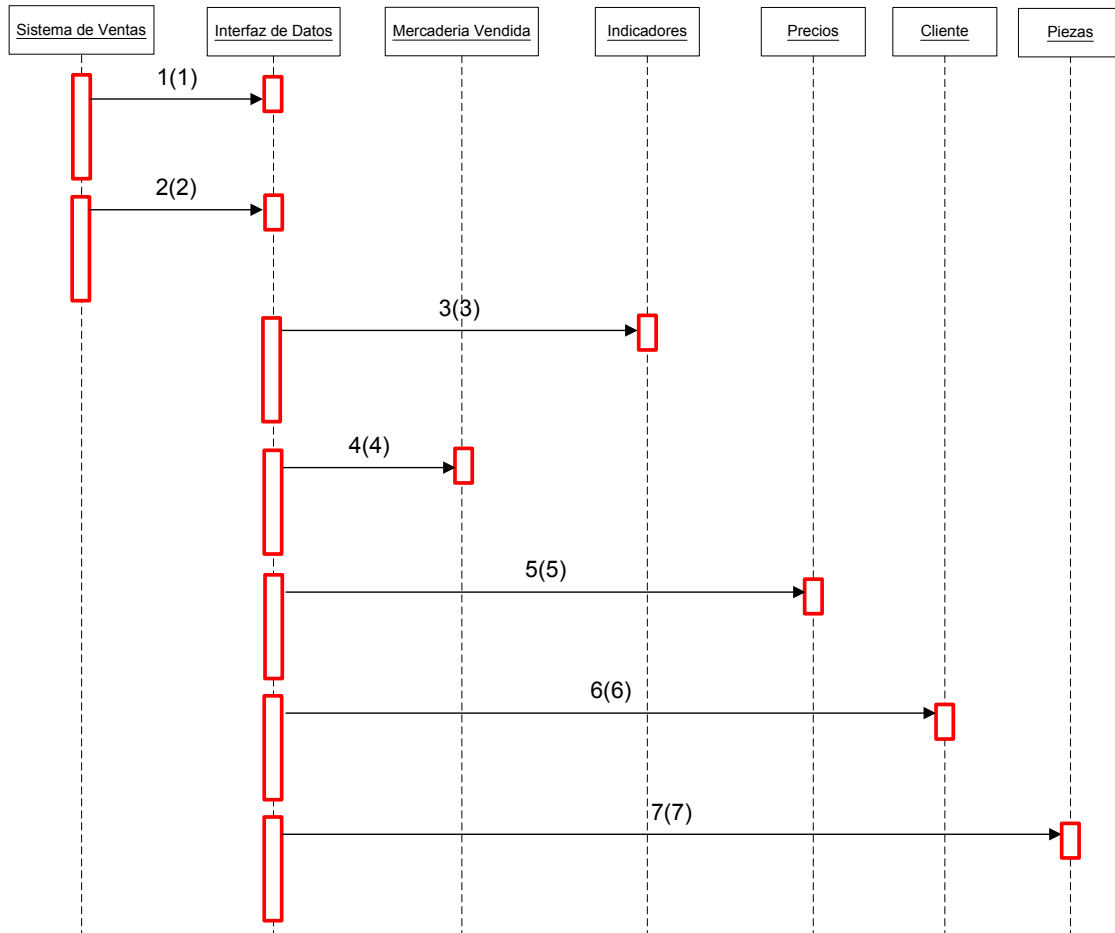 Sistema de Ventas
Interfaz de Datos
Mercaderia Vendida
Indicadores
Precios
Cliente
Piezas
1(1)
2(2)
3(3)
4(4)
5(5)
6(6)
7(7)